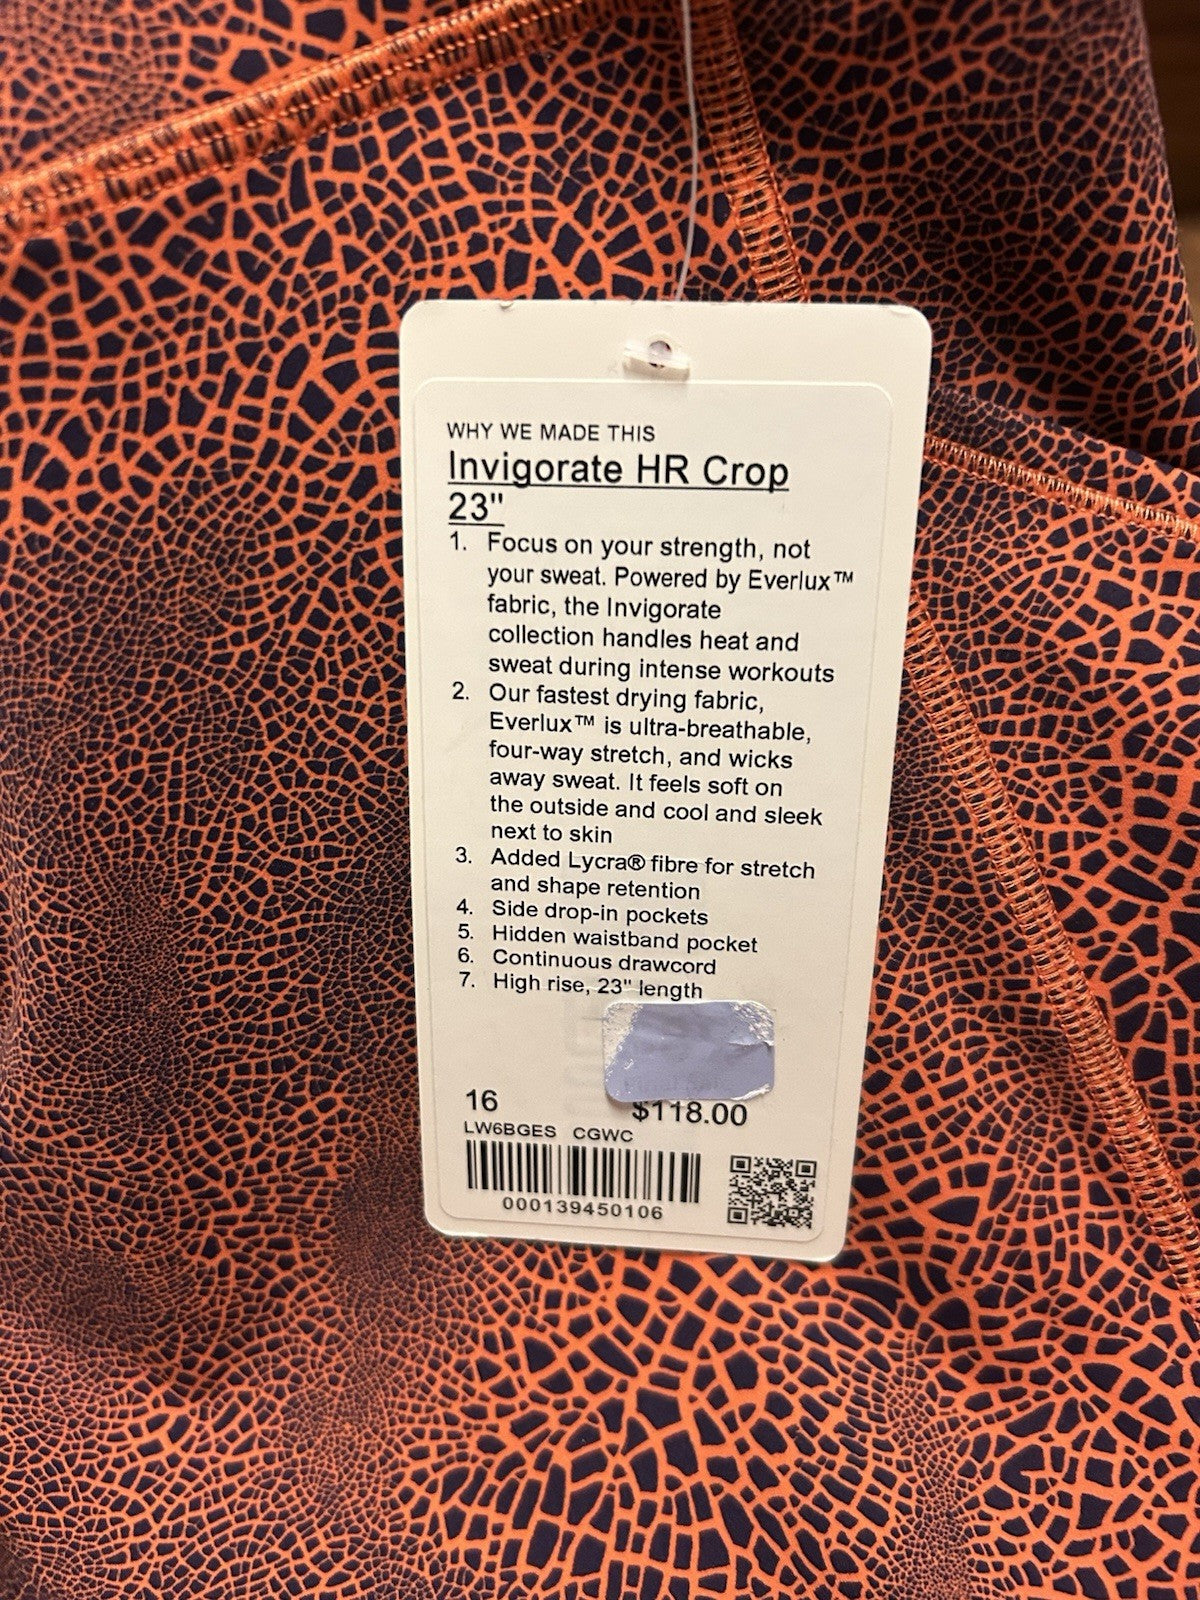 WHY WE MADE THIS
Invigorate HR Crop
23"
1. Focus on your strength, not
your sweat. Powered by Everlux™
fabric, the Invigorate
collection handles heat and
sweat during intense workouts
2. Our fastest drying fabric,
Everlux™ is ultra-breathable,
four-way stretch, and wicks
away sweat. It feels soft on
the outside and cool and sleek
next to skin
3. Added Lycra® fibre for stretch
and shape retention
4. Side drop-in pockets
5. Hidden waistband pocket
6. Continuous drawcord
7. High rise, 23" length
16 $118.00
LW6BGES CGWC
000139450106